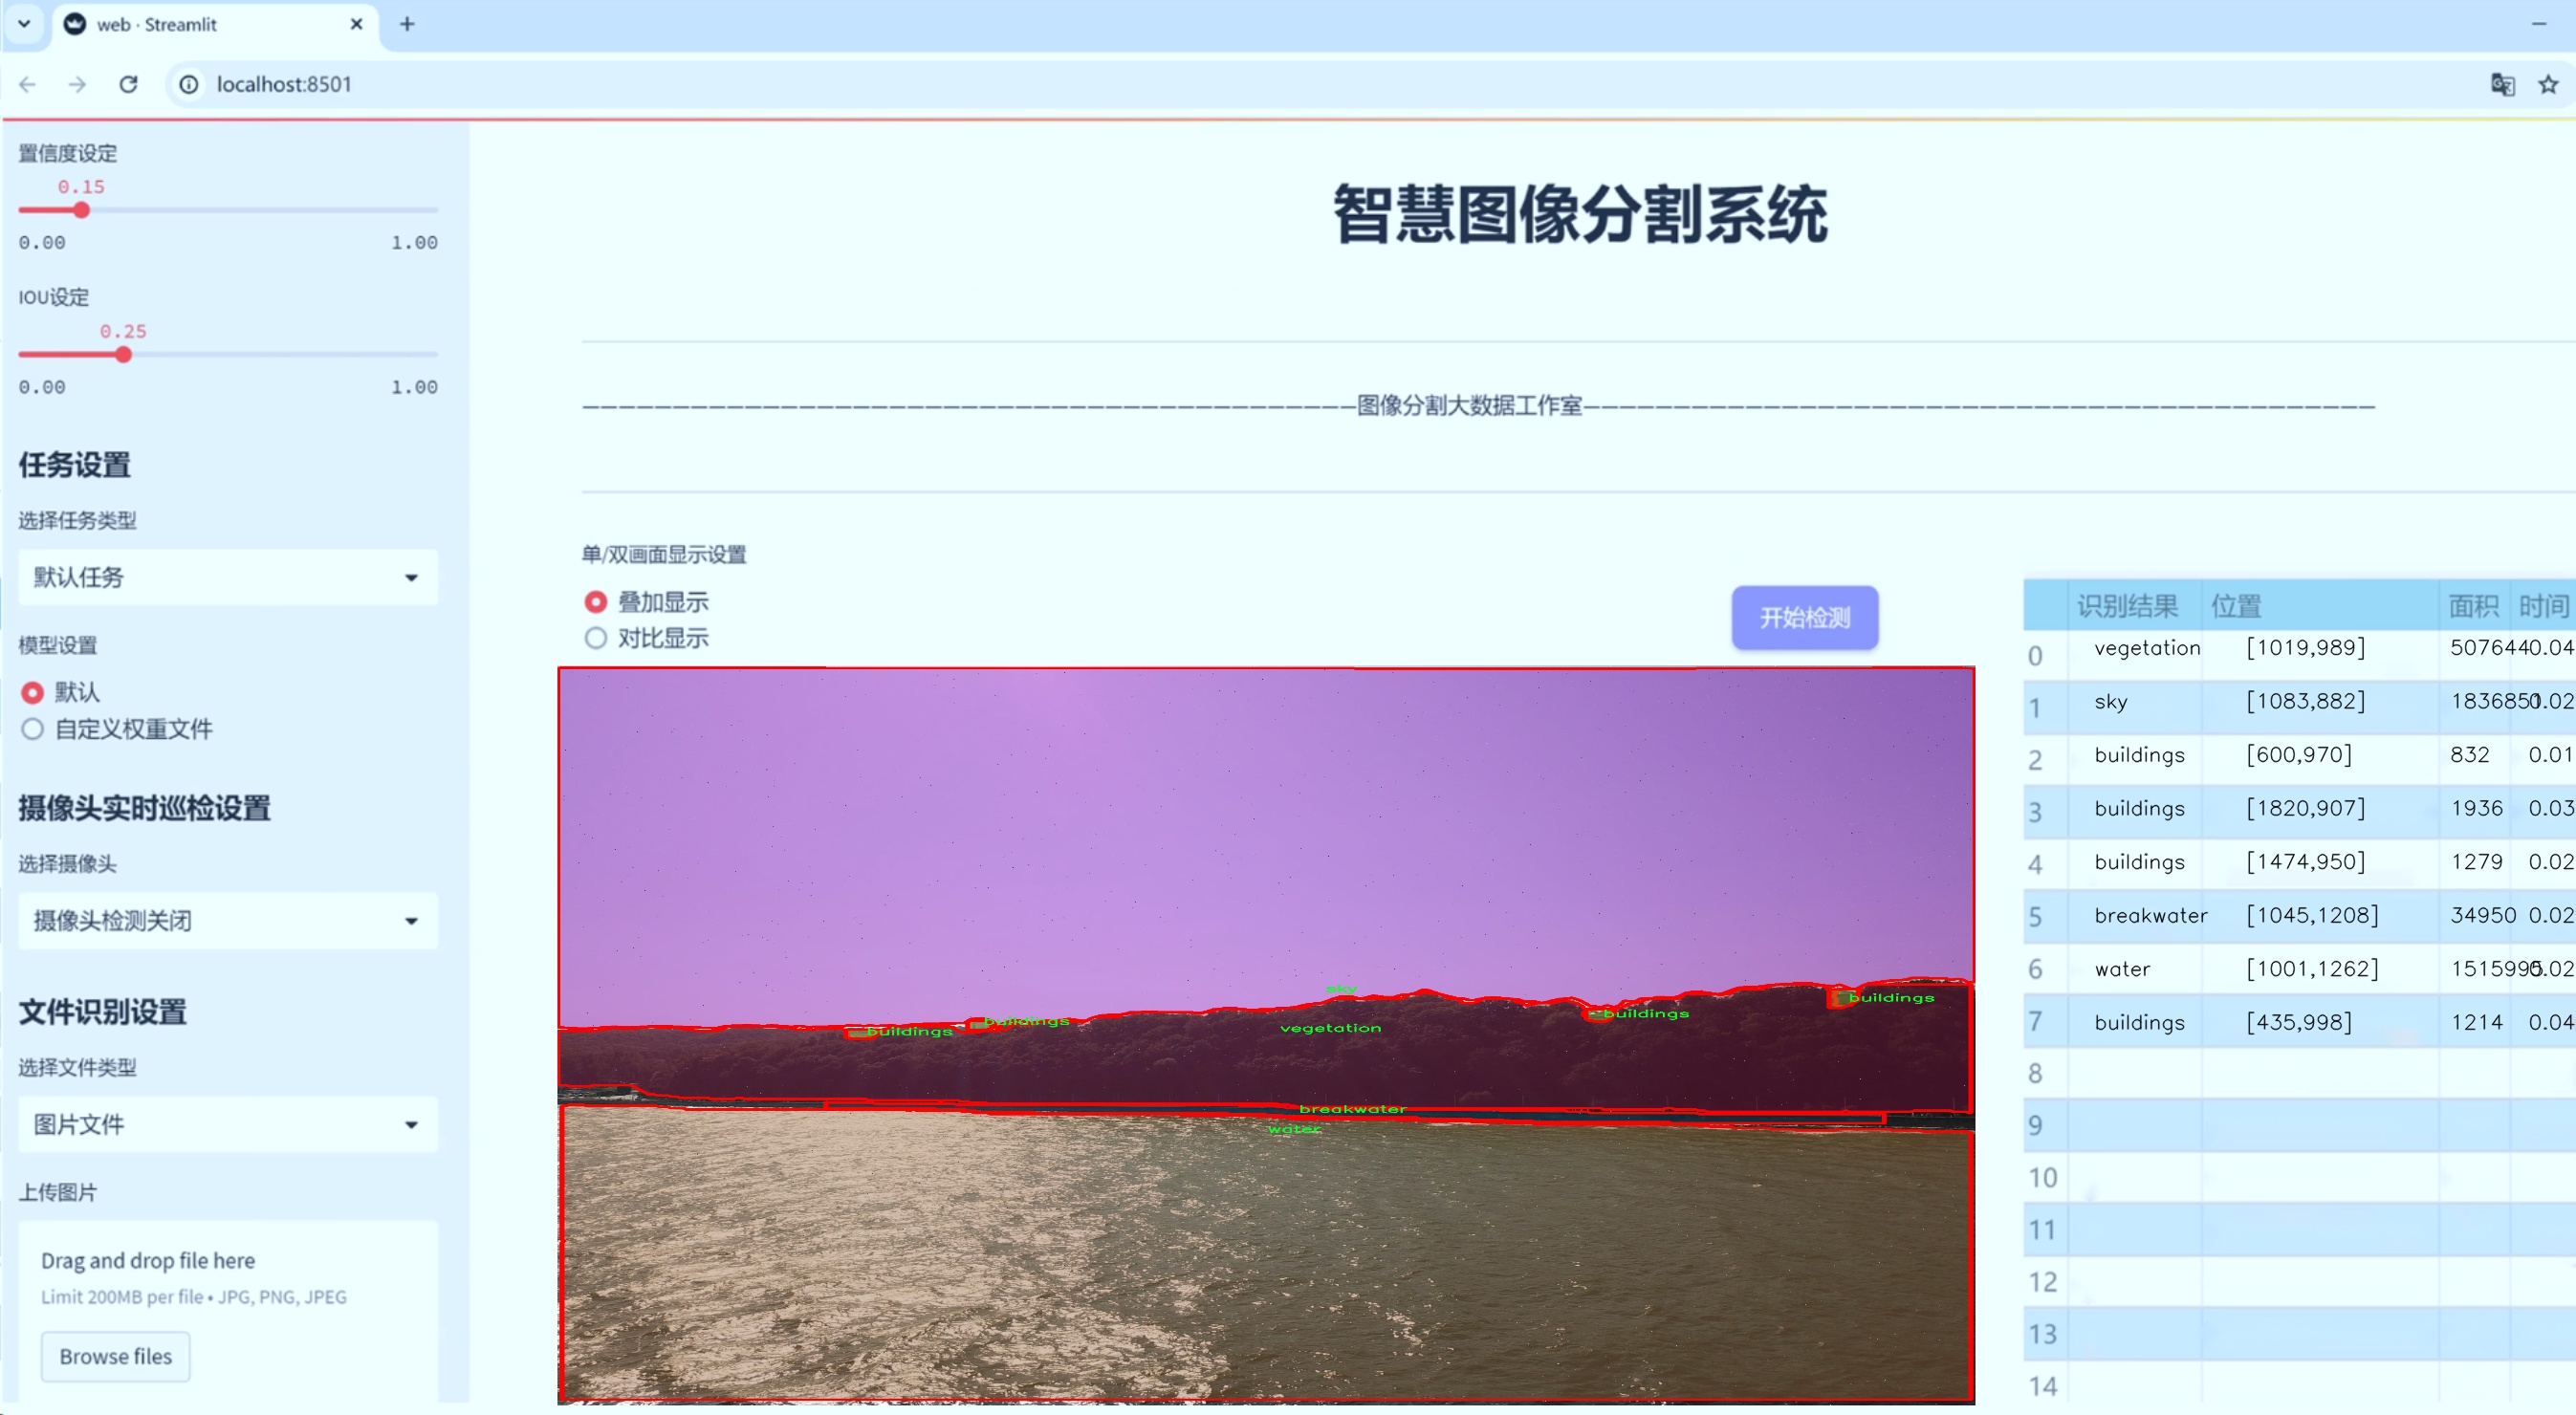 web · Streamlit
localhost:8501
置信度设定
0.15
0.00 1.00
IOU设定
0.25
0.00 1.00
任务设置
选择任务类型
默认任务
模型设置
默认
自定义权重文件
摄像头实时巡检设置
选择摄像头
摄像头检测关闭
文件识别设置
选择文件类型
图片文件
上传图片
Drag and drop file here
Limit 200MB per file • JPG, PNG, JPEG
Browse files
智慧图像分割系统
图像分割大数据工作室
单/双画面显示设置
叠加显示
对比显示
开始检测
sky
buildings
buildings
buildings
buildings
vegetation
breakwater
water
识别结果 位置 面积 时间
0 vegetation [1019,989] 507644 0.04
1 sky [1083,882] 1836850 0.02
2 buildings [600,970] 832 0.01
3 buildings [1820,907] 1936 0.03
4 buildings [1474,950] 1279 0.02
5 breakwater [1045,1208] 34950 0.02
6 water [1001,1262] 0.02
7 buildings [435,998] 1214 0.04
8
9
10
11
12
13
14